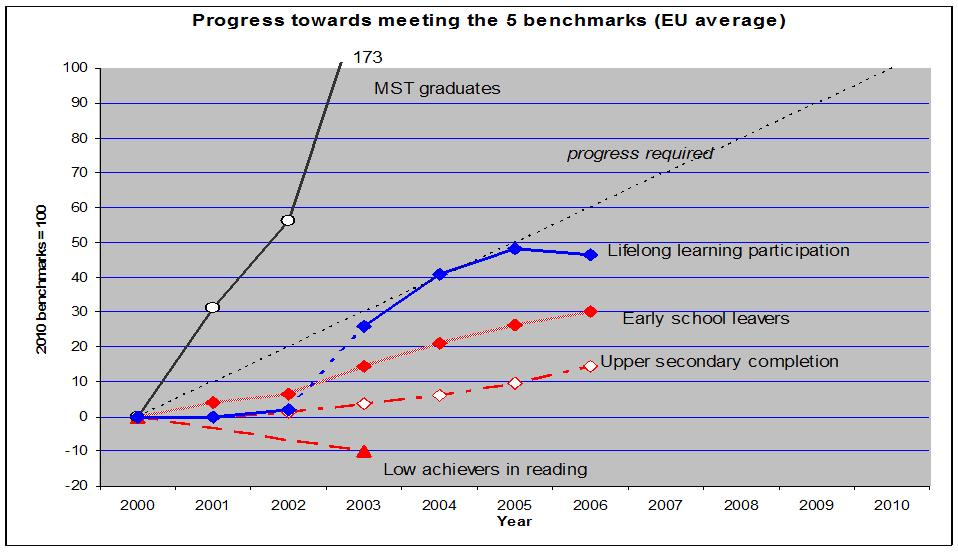 Progress towards meeting the 5 benchmarks (EU average)
173
MST graduates
progress required
Lifelong learning participation
Early school leavers
Upper secondary completion
Low achievers in reading
2010 benchmarks = 100
100
90
80
70
60
50
40
30
20
10
0
-10
-20
2000 2001 2002 2003 2004 2005 2006 2007 2008 2009 2010
Year